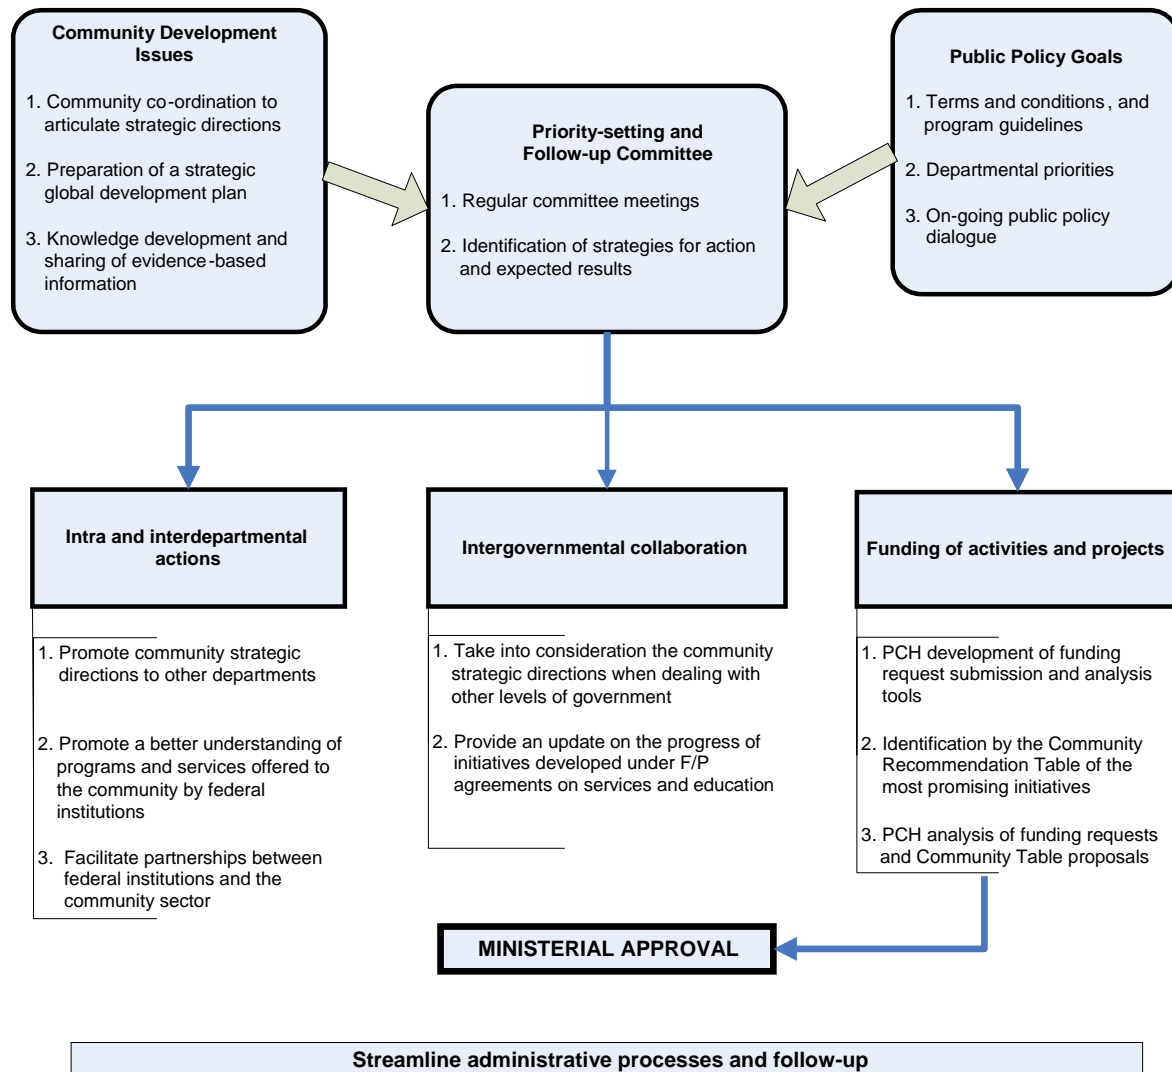 Community Development
Issues
1. Community co-ordination to
articulate strategic directions
2. Preparation of a strategic
global development plan
3. Knowledge development and
sharing of evidence-based
information
Priority-setting and
Follow-up Committee
1. Regular committee meetings
2. Identification of strategies for action
and expected results
Public Policy Goals
1. Terms and conditions, and
program guidelines
2. Departmental priorities
3. On-going public policy
dialogue
Intra and interdepartmental
actions
1. Promote community strategic
directions to other departments
2. Promote a better understanding of
programs and services offered to
the community by federal
institutions
3. Facilitate partnerships between
federal institutions and the
community sector
Intergovernmental collaboration
1. Take into consideration the community
strategic directions when dealing with
other levels of government
2. Provide an update on the progress of
initiatives developed under F/P
agreements on services and education
Funding of activities and projects
1. PCH development of funding
request submission and analysis
tools
2. Identification by the Community
Recommendation Table of the
most promising initiatives
3. PCH analysis of funding requests
and Community Table proposals
MINISTERIAL APPROVAL
Streamline administrative processes and follow-up